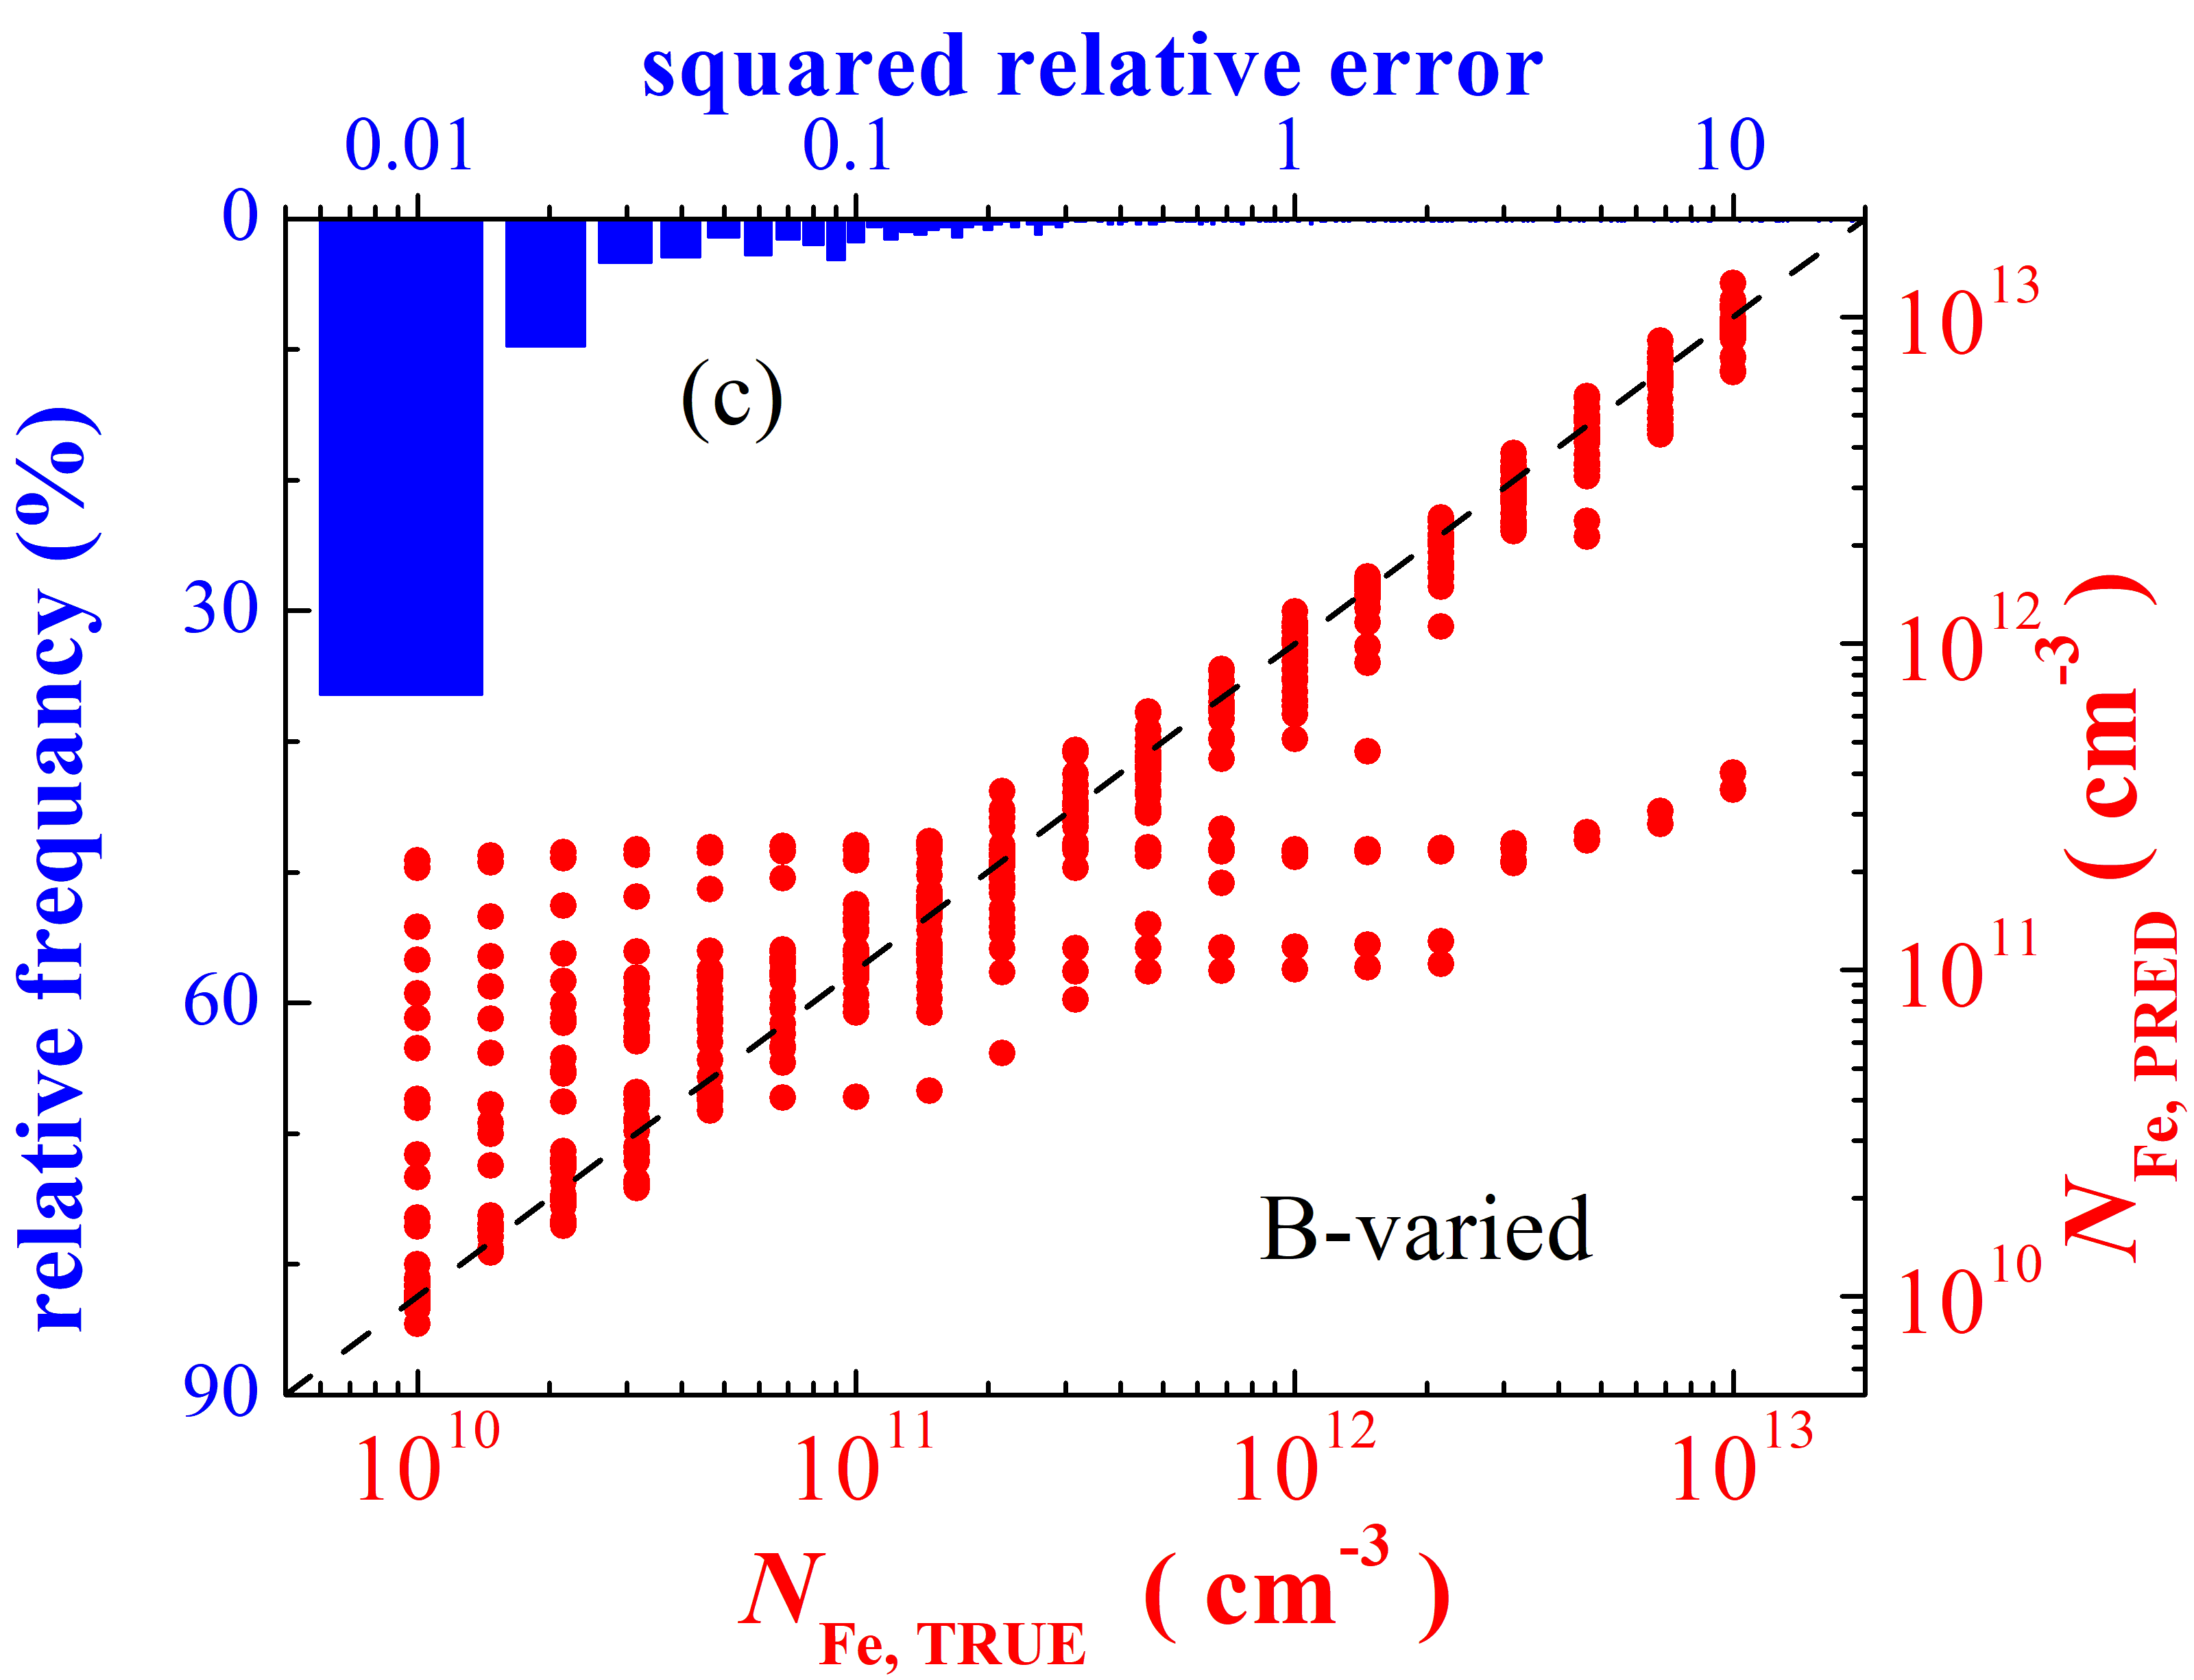 squared relative error
0.01 0.1 1 10
0
30
60
90
relative frequency (%)
(c)
B-varied
10^13
10^12
10^11
10^10
N_Fe, PRED (cm^-3)
10^10 10^11 10^12 10^13
N_Fe, TRUE (cm^-3)